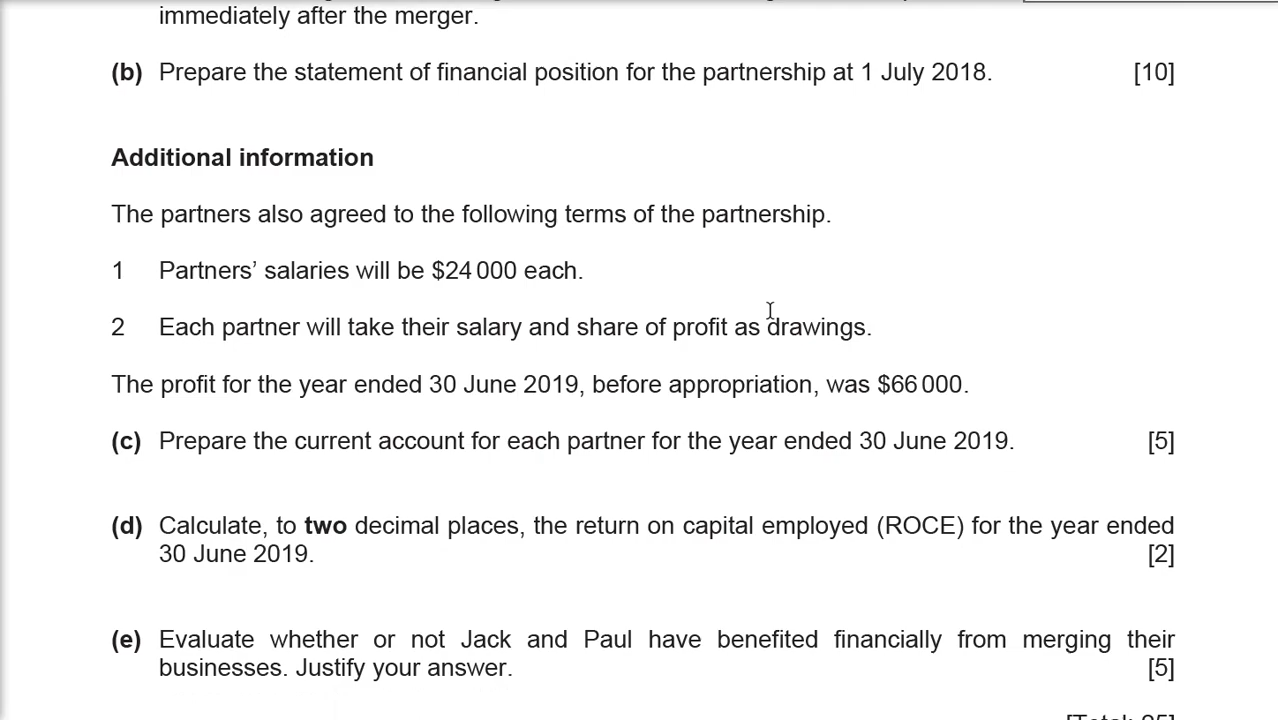 immediately after the merger.
(b) Prepare the statement of financial position for the partnership at 1 July 2018. [10]
Additional information
The partners also agreed to the following terms of the partnership.
1 Partners’ salaries will be $24 000 each.
2 Each partner will take their salary and share of profit as drawings.
The profit for the year ended 30 June 2019, before appropriation, was $66 000.
(c) Prepare the current account for each partner for the year ended 30 June 2019. [5]
(d) Calculate, to two decimal places, the return on capital employed (ROCE) for the year ended
30 June 2019. [2]
(e) Evaluate whether or not Jack and Paul have benefited financially from merging their
businesses. Justify your answer. [5]